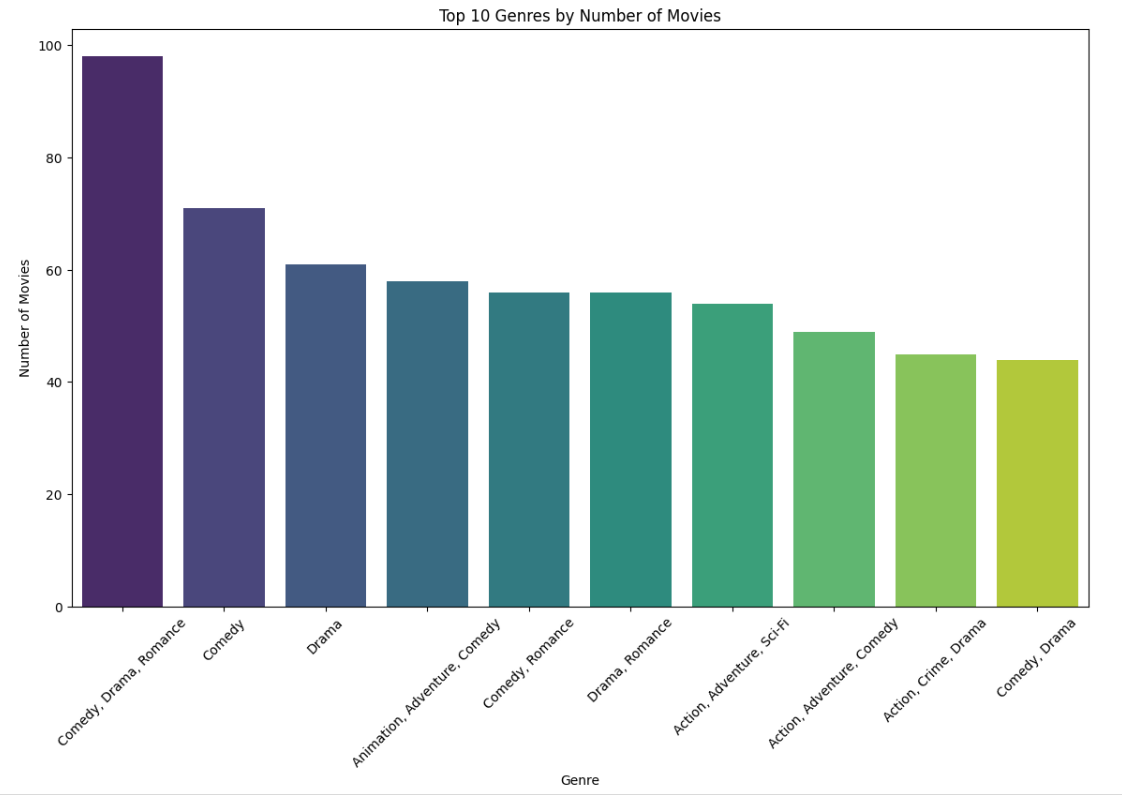 Top 10 Genres by Number of Movies
Number of Movies
100
80
60
40
20
0
Comedy, Drama, Romance
Comedy
Drama
Animation, Adventure, Comedy
Comedy, Romance
Drama, Romance
Action, Adventure, Sci-Fi
Action, Adventure, Comedy
Action, Crime, Drama
Comedy, Drama
Genre